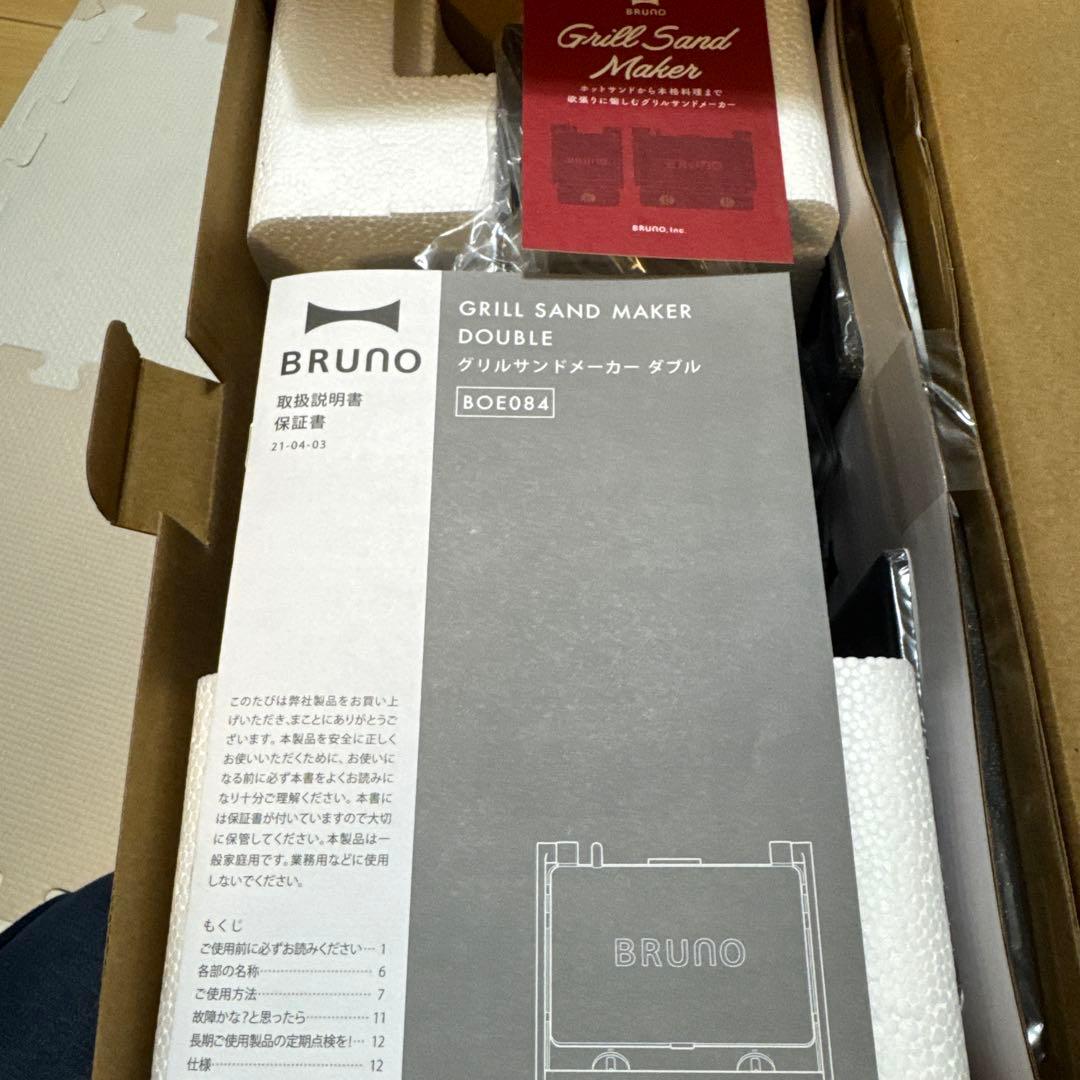 BRUNO
Grill Sand
Maker
ホットサンドから本格料理まで
欲張りに愉しむグリルサンドメーカー
BRUNO
BRUNO, Inc.
BRUNO
取扱説明書
保証書
21-04-03
GRILL SAND MAKER
DOUBLE
グリルサンドメーカー ダブル
BOE084
このたびは弊社製品をお買い上
げいただき、まことにありがとうご
ざいます。本製品を安全に正しく
お使いいただくために、お使いに
なる前に必ず本書をよくお読みに
なり十分ご理解ください。本書に
は保証書が付いていますので大切
に保管してください。本製品は一
般家庭用です。業務用などに使用
しないでください。
もくじ
ご使用前に必ずお読みください… 1
各部の名称…………………… 6
ご使用方法…………………… 7
故障かな?と思ったら………… 11
長期ご使用製品の定期点検を!… 12
仕様…………………………… 12
BRUNO